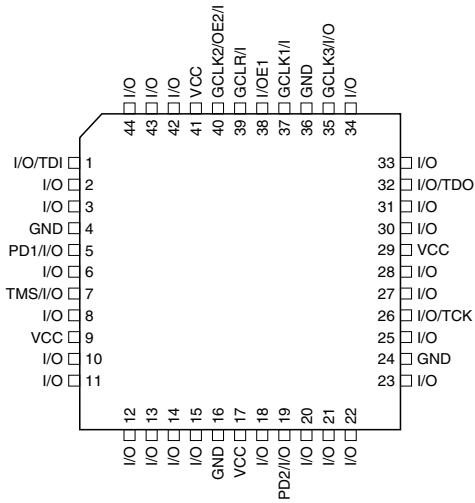 I/O
I/O
I/O
VCC
GCLK2/OE2/I
GCLR/I
I/OE1
GCLK1/I
GND
GCLK3/I/O
I/O
44 43 42 41 40 39 38 37 36 35 34
I/O/TDI 1
I/O 2
I/O 3
GND 4
PD1/I/O 5
I/O 6
TMS/I/O 7
I/O 8
VCC 9
I/O 10
I/O 11
33 I/O
32 I/O/TDO
31 I/O
30 I/O
29 VCC
28 I/O
27 I/O
26 I/O/TCK
25 I/O
24 GND
23 I/O
12 13 14 15 16 17 18 19 20 21 22
I/O
I/O
I/O
I/O
GND
VCC
I/O
PD2/I/O
I/O
I/O
I/O